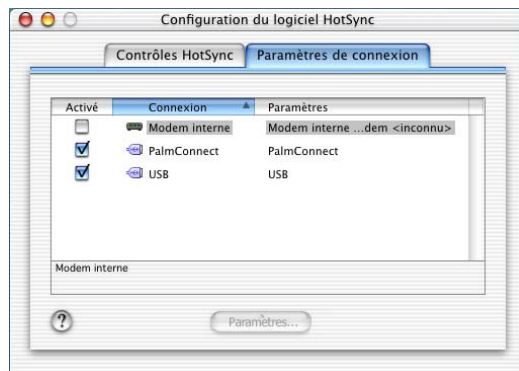 Configuration du logiciel HotSync
Contrôles HotSync Paramètres de connexion
Activé Connexion Paramètres
Modem interne Modem interne ...dem <inconnu>
PalmConnect PalmConnect
USB USB
Modem interne
? Paramètres...